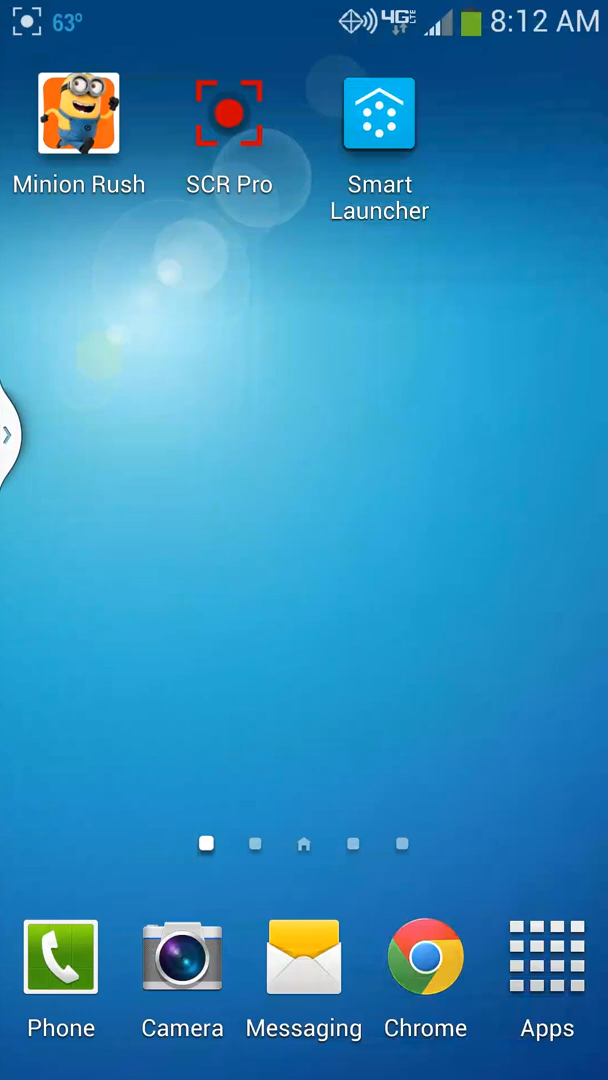 63° 4G LTE 8:12 AM
Minion Rush SCR Pro Smart Launcher
Phone Camera Messaging Chrome Apps